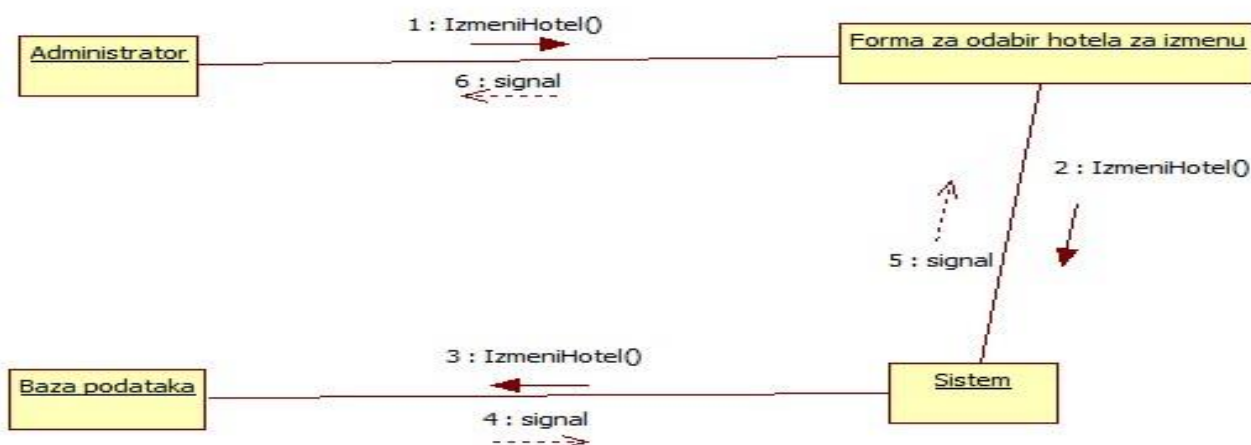 1 : IzmeniHotel()
Administrator
Forma za odabir hotela za izmenu
6 : signal
2 : IzmeniHotel()
5 : signal
3 : IzmeniHotel()
Baza podataka
Sistem
4 : signal